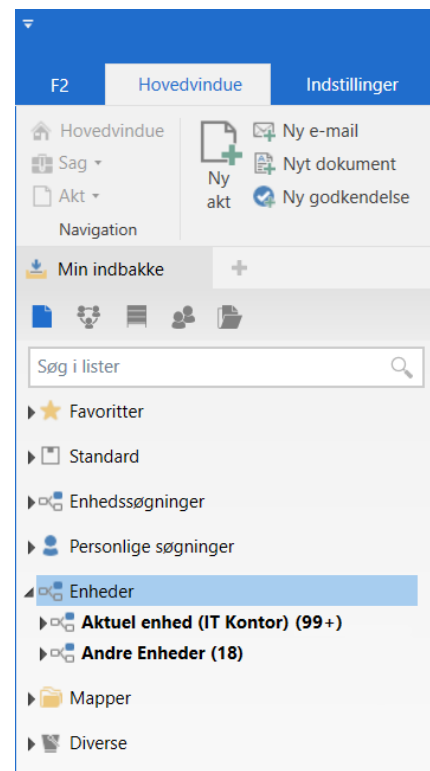 F2 Hovedvindue Indstillinger
Hovedvindue
Sag
Akt
Navigation
Ny
akt
Ny e-mail
Nyt dokument
Ny godkendelse
Min indbakke
Søg i lister
Favoritter
Standard
Enhedssøgninger
Personlige søgninger
Enheder
Aktuel enhed (IT Kontor) (99+)
Andre Enheder (18)
Mapper
Diverse